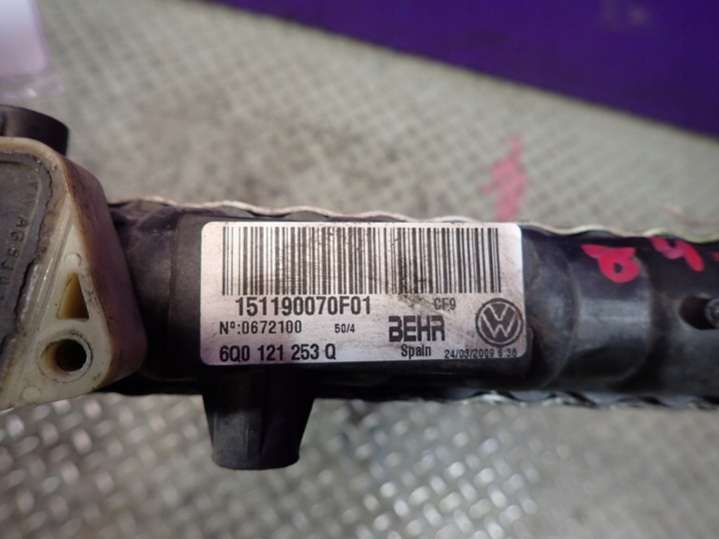 151190070F01
CF9
Nº:0672100
50/4
BEHR
6Q0 121 253 Q
Spain